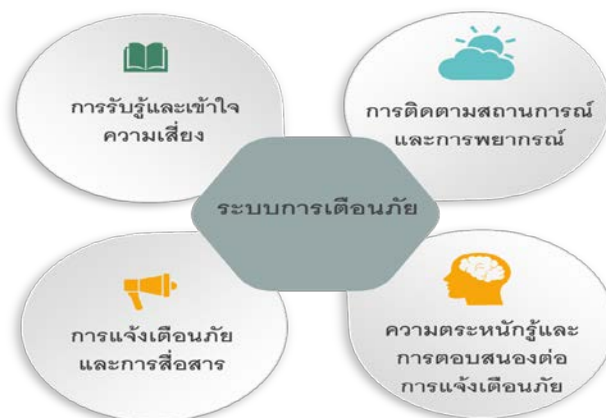 การรับรู้และเข้าใจ
ความเสี่ยง
การติดตามสถานการณ์
และการพยากรณ์
ระบบการเตือนภัย
การแจ้งเตือนภัย
และการสื่อสาร
ความตระหนักรู้และ
การตอบสนองต่อ
การแจ้งเตือนภัย